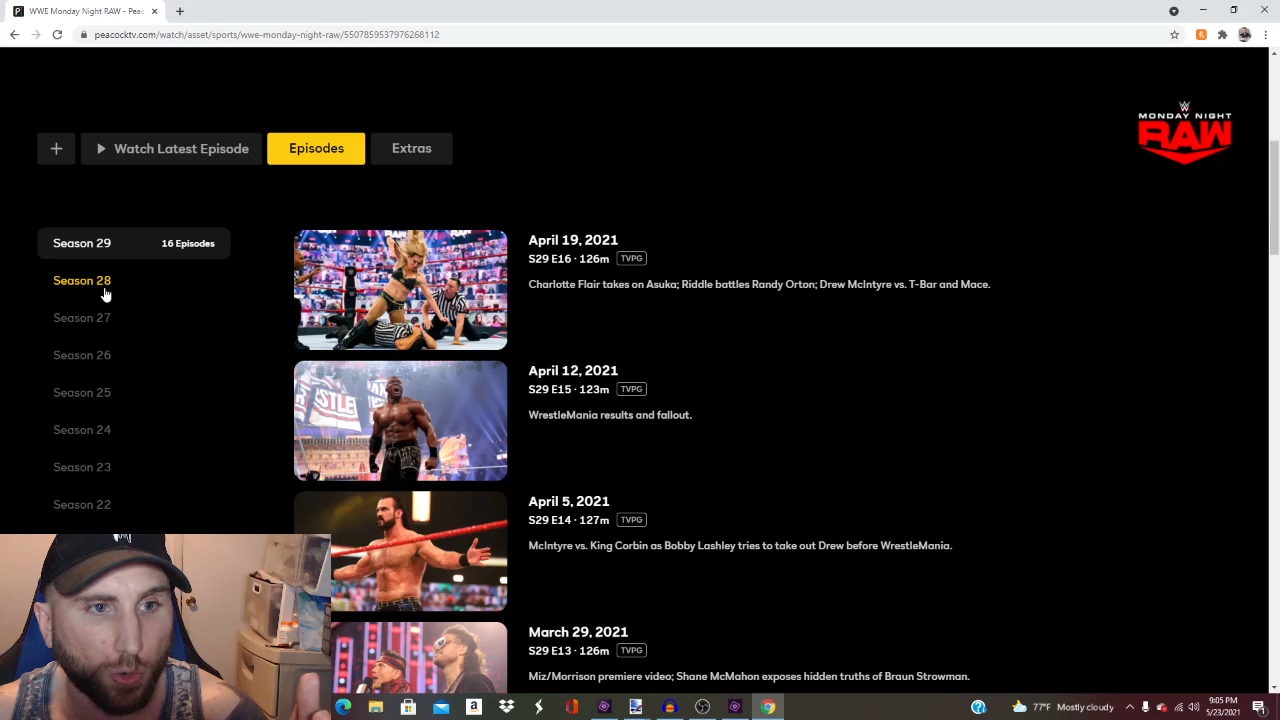 WWE Monday Night RAW - Peac
peacocktv.com/watch/asset/sports/wwe-monday-night-raw/5507859537976268112
MONDAY NIGHT
RAW
Watch Latest Episode
Episodes
Extras
Season 29
16 Episodes
Season 28
Season 27
Season 26
Season 25
Season 24
Season 23
Season 22
April 19, 2021
S29 E16 · 126m TVPG
Charlotte Flair takes on Asuka; Riddle battles Randy Orton; Drew McIntyre vs. T-Bar and Mace.
April 12, 2021
S29 E15 · 123m TVPG
WrestleMania results and fallout.
April 5, 2021
S29 E14 · 127m TVPG
McIntyre vs. King Corbin as Bobby Lashley tries to take out Drew before WrestleMania.
March 29, 2021
S29 E13 · 126m TVPG
Miz/Morrison premiere video; Shane McMahon exposes hidden truths of Braun Strowman.
77°F Mostly cloudy
9:05 PM
5/23/2021